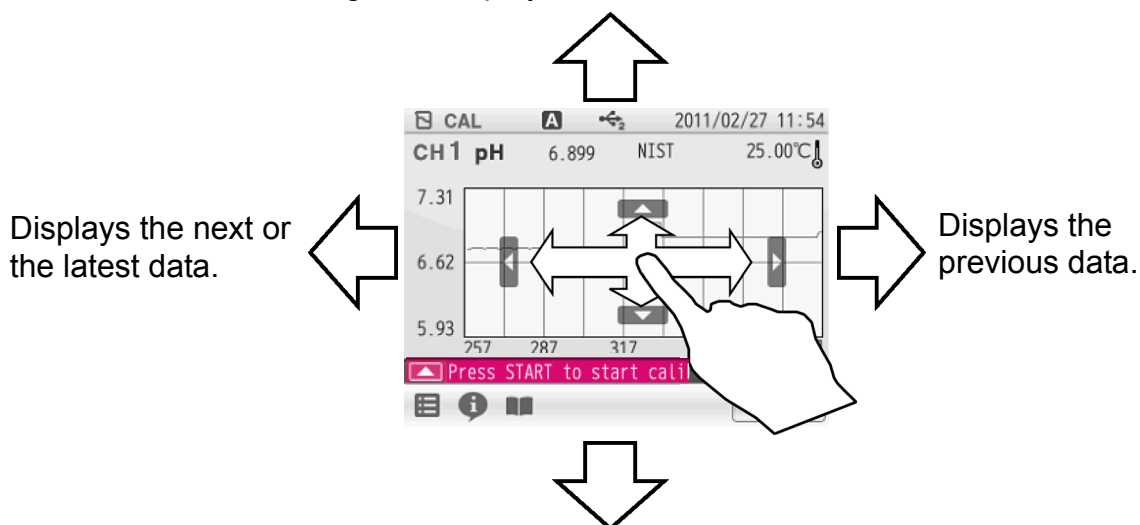 CAL A 2 2011/02/27 11:54
CH1 pH 6.899 NIST 25.00℃
7.31
6.62
5.93
257 287 317
Press START to start cali
Displays the next or
the latest data.
Displays the
previous data.